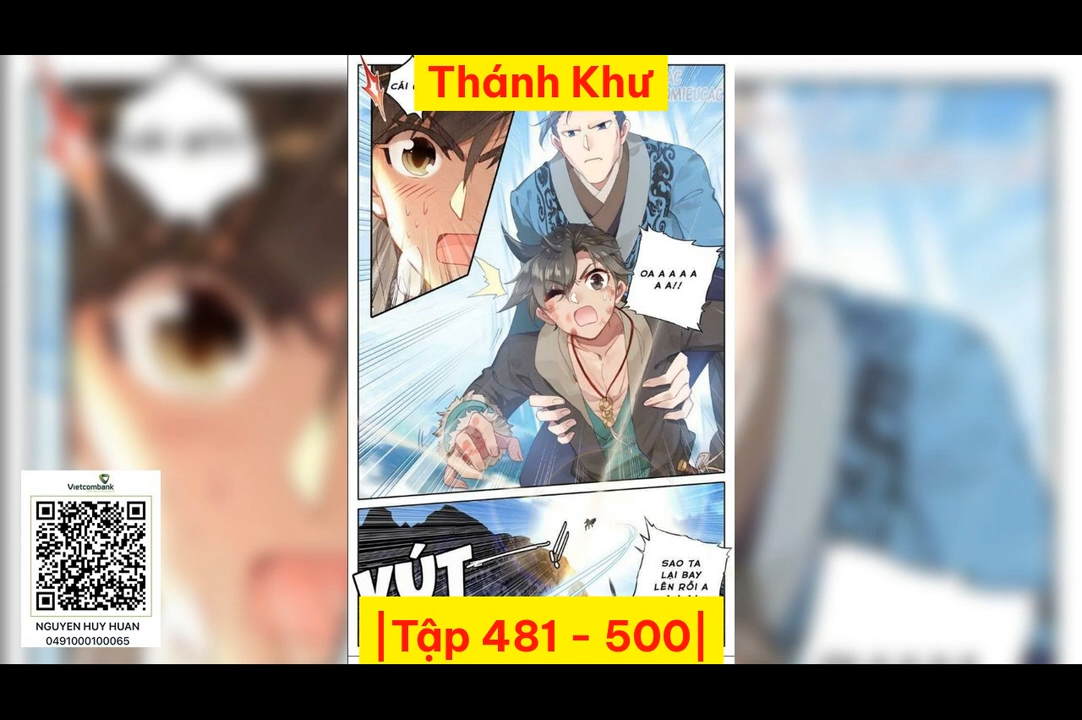 Thánh Khư
CÁI
OA A A A A
A A!!
VÚT
SAO TA
LẠI BAY
LÊN RỒI A
|Tập 481 - 500|
Vietcombank
NGUYEN HUY HUAN
0491000100065